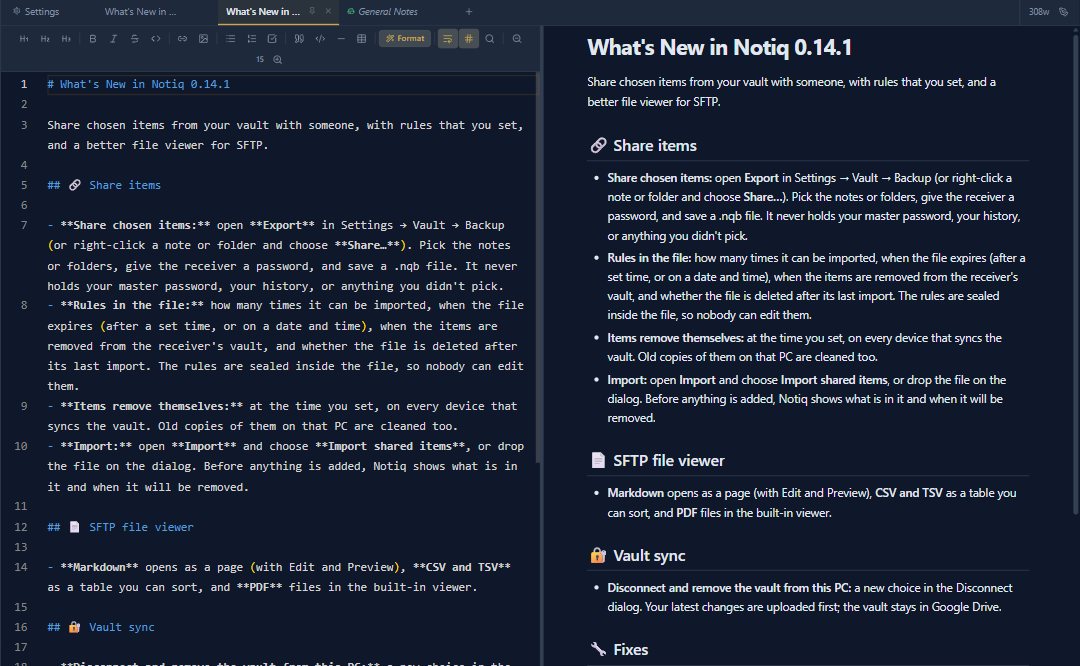 Settings
What's New in ...
What's New in ...
General Notes
308w
H1 H2 H3 B Format
15
1 # What's New in Notiq 0.14.1
2
3 Share chosen items from your vault with someone, with rules that you set,
and a better file viewer for SFTP.
4
5 ## 🔗 Share items
6
7 - **Share chosen items:** open **Export** in Settings → Vault → Backup
(or right-click a note or folder and choose **Share…**). Pick the notes
or folders, give the receiver a password, and save a .nqb file. It never
holds your master password, your history, or anything you didn't pick.
8 - **Rules in the file:** how many times it can be imported, when the file
expires (after a set time, or on a date and time), when the items are
removed from the receiver's vault, and whether the file is deleted after
its last import. The rules are sealed inside the file, so nobody can edit
them.
9 - **Items remove themselves:** at the time you set, on every device that
syncs the vault. Old copies of them on that PC are cleaned too.
10 - **Import:** open **Import** and choose **Import shared items**, or drop
the file on the dialog. Before anything is added, Notiq shows what is in
it and when it will be removed.
11
12 ## 📄 SFTP file viewer
13
14 - **Markdown** opens as a page (with Edit and Preview), **CSV and TSV**
as a table you can sort, and **PDF** files in the built-in viewer.
15
16 ## 🔐 Vault sync
17
18 - **Disconnect and remove the vault from this PC:** a new choice in the
What's New in Notiq 0.14.1
Share chosen items from your vault with someone, with rules that you set, and a
better file viewer for SFTP.
🔗 Share items
• Share chosen items: open Export in Settings → Vault → Backup (or right-click a
note or folder and choose Share…). Pick the notes or folders, give the receiver a
password, and save a .nqb file. It never holds your master password, your history,
or anything you didn't pick.
• Rules in the file: how many times it can be imported, when the file expires (after a
set time, or on a date and time), when the items are removed from the receiver's
vault, and whether the file is deleted after its last import. The rules are sealed
inside the file, so nobody can edit them.
• Items remove themselves: at the time you set, on every device that syncs the
vault. Old copies of them on that PC are cleaned too.
• Import: open Import and choose Import shared items, or drop the file on the
dialog. Before anything is added, Notiq shows what is in it and when it will be
removed.
📄 SFTP file viewer
• Markdown opens as a page (with Edit and Preview), CSV and TSV as a table you
can sort, and PDF files in the built-in viewer.
🔐 Vault sync
• Disconnect and remove the vault from this PC: a new choice in the Disconnect
dialog. Your latest changes are uploaded first; the vault stays in Google Drive.
🔧 Fixes